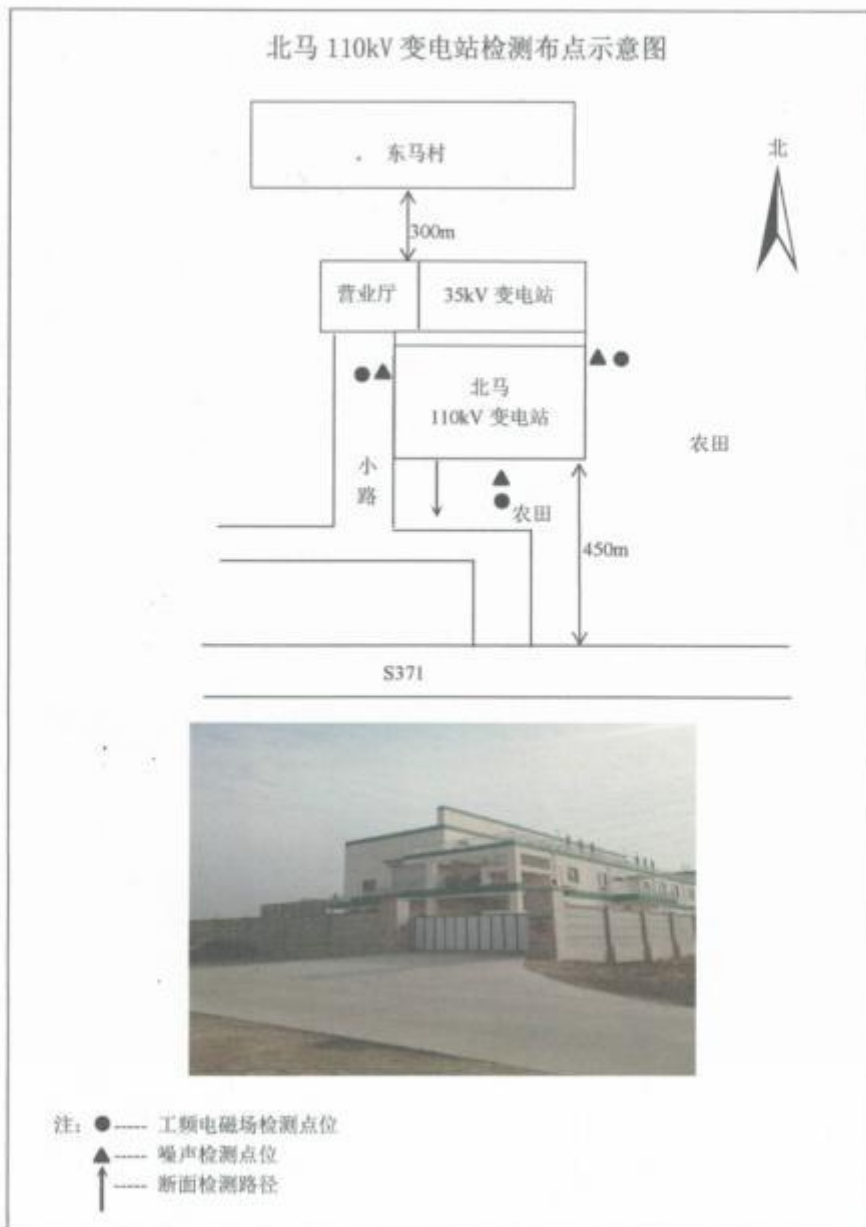 北马 110kV 变电站检测布点示意图
东马村
北
300m
营业厅
35kV 变电站
北马
110kV 变电站
农田
小路
农田
450m
S371
注：●----- 工频电磁场检测点位
▲----- 噪声检测点位
↑----- 断面检测路径